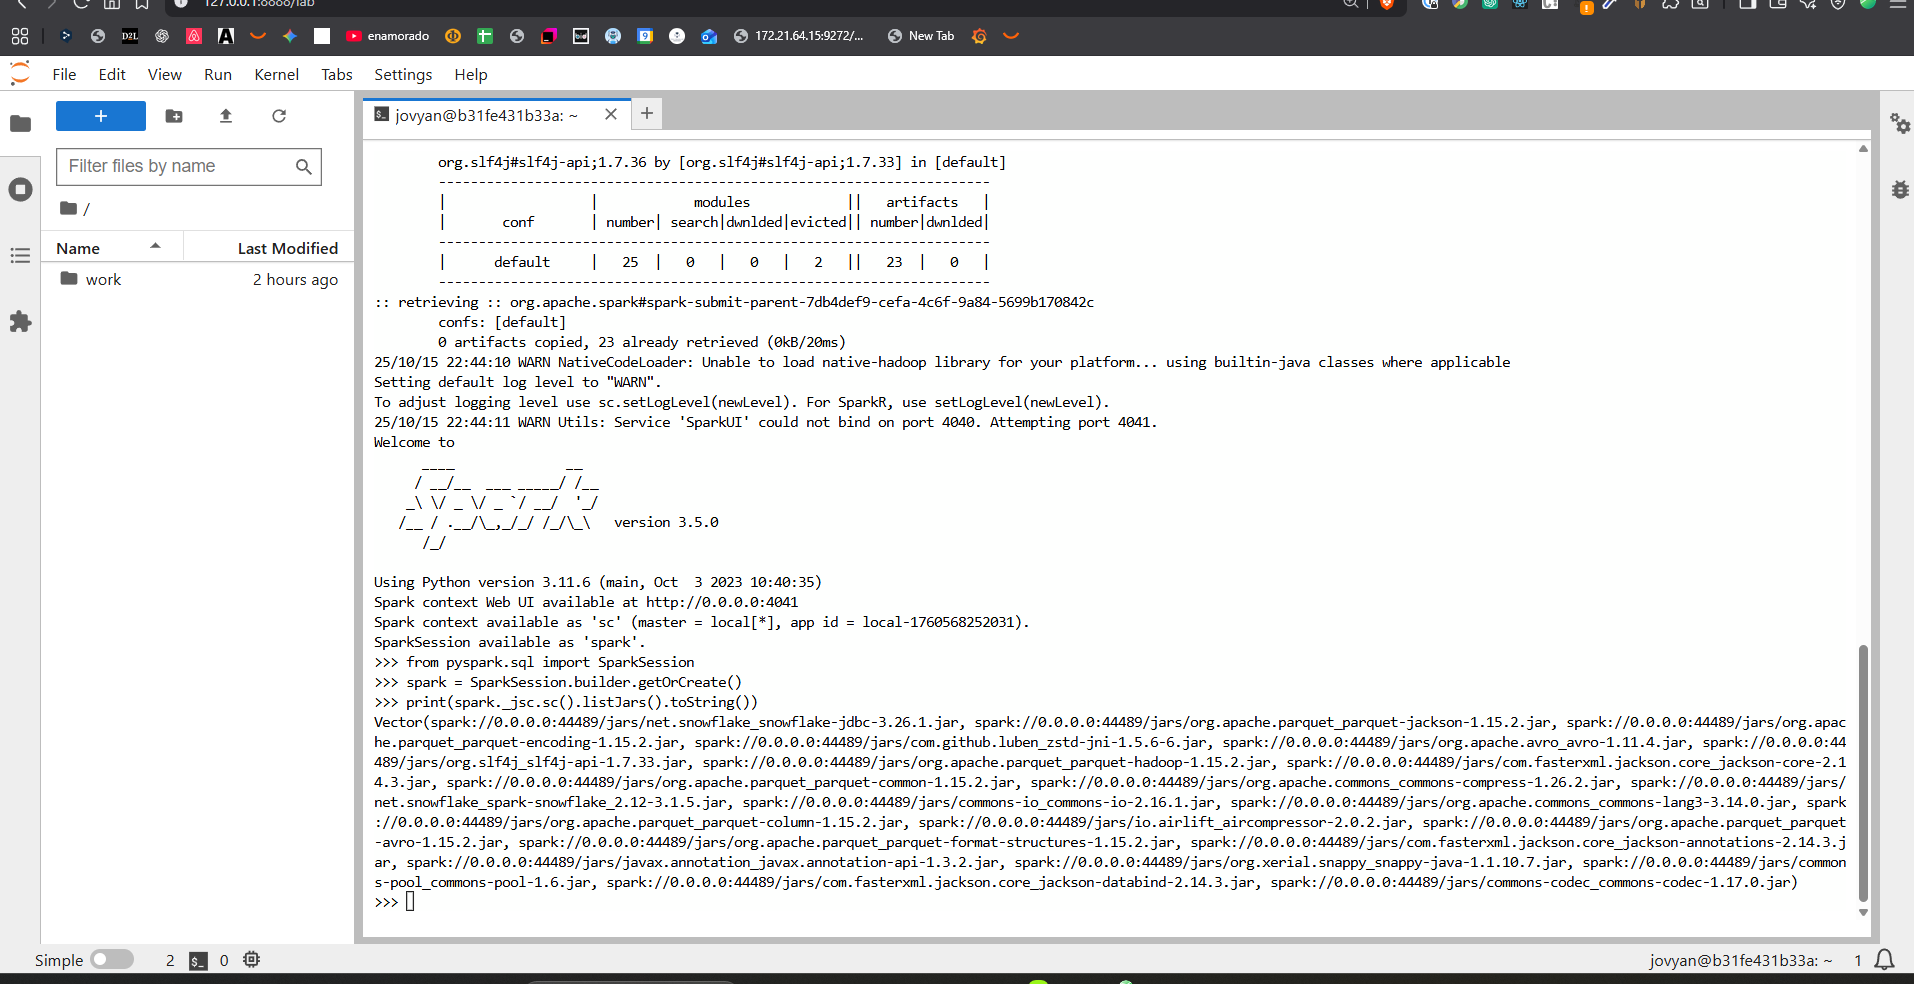 127.0.0.1:8888/lab
D2L
enamorado
172.21.64.15:9272/...
New Tab
File Edit View Run Kernel Tabs Settings Help
+
jovyan@b31fe431b33a: ~
Filter files by name
/
Name Last Modified
work 2 hours ago
org.slf4j#slf4j-api;1.7.36 by [org.slf4j#slf4j-api;1.7.33] in [default]
---------------------------------------------------------------------
|                  |            modules            ||   artifacts   |
|       conf       | number| search|dwnlded|evicted|| number|dwnlded|
---------------------------------------------------------------------
|      default     |   25  |   0   |   0   |   2   ||   23  |   0   |
---------------------------------------------------------------------
:: retrieving :: org.apache.spark#spark-submit-parent-7db4def9-cefa-4c6f-9a84-5699b170842c
confs: [default]
0 artifacts copied, 23 already retrieved (0kB/20ms)
25/10/15 22:44:10 WARN NativeCodeLoader: Unable to load native-hadoop library for your platform... using builtin-java classes where applicable
Setting default log level to "WARN".
To adjust logging level use sc.setLogLevel(newLevel). For SparkR, use setLogLevel(newLevel).
25/10/15 22:44:11 WARN Utils: Service 'SparkUI' could not bind on port 4040. Attempting port 4041.
Welcome to
      ____              __
     / __/__  ___ _____/ /__
    _\ \/ _ \/ _ `/ __/  '_/
   /__ / .__/\_,_/_/ /_/\_\   version 3.5.0
      /_/
Using Python version 3.11.6 (main, Oct  3 2023 10:40:35)
Spark context Web UI available at http://0.0.0.0:4041
Spark context available as 'sc' (master = local[*], app id = local-1760568252031).
SparkSession available as 'spark'.
>>> from pyspark.sql import SparkSession
>>> spark = SparkSession.builder.getOrCreate()
>>> print(spark._jsc.sc().listJars().toString())
Vector(spark://0.0.0.0:44489/jars/net.snowflake_snowflake-jdbc-3.26.1.jar, spark://0.0.0.0:44489/jars/org.apache.parquet_parquet-jackson-1.15.2.jar, spark://0.0.0.0:44489/jars/org.apac
he.parquet_parquet-encoding-1.15.2.jar, spark://0.0.0.0:44489/jars/com.github.luben_zstd-jni-1.5.6-6.jar, spark://0.0.0.0:44489/jars/org.apache.avro_avro-1.11.4.jar, spark://0.0.0.0:44
489/jars/org.slf4j_slf4j-api-1.7.33.jar, spark://0.0.0.0:44489/jars/org.apache.parquet_parquet-hadoop-1.15.2.jar, spark://0.0.0.0:44489/jars/com.fasterxml.jackson.core_jackson-core-2.1
4.3.jar, spark://0.0.0.0:44489/jars/org.apache.parquet_parquet-common-1.15.2.jar, spark://0.0.0.0:44489/jars/org.apache.commons_commons-compress-1.26.2.jar, spark://0.0.0.0:44489/jars/
net.snowflake_spark-snowflake_2.12-3.1.5.jar, spark://0.0.0.0:44489/jars/commons-io_commons-io-2.16.1.jar, spark://0.0.0.0:44489/jars/org.apache.commons_commons-lang3-3.14.0.jar, spark
://0.0.0.0:44489/jars/org.apache.parquet_parquet-column-1.15.2.jar, spark://0.0.0.0:44489/jars/io.airlift_aircompressor-2.0.2.jar, spark://0.0.0.0:44489/jars/org.apache.parquet_parquet
-avro-1.15.2.jar, spark://0.0.0.0:44489/jars/org.apache.parquet_parquet-format-structures-1.15.2.jar, spark://0.0.0.0:44489/jars/com.fasterxml.jackson.core_jackson-annotations-2.14.3.j
ar, spark://0.0.0.0:44489/jars/javax.annotation_javax.annotation-api-1.3.2.jar, spark://0.0.0.0:44489/jars/org.xerial.snappy_snappy-java-1.1.10.7.jar, spark://0.0.0.0:44489/jars/common
s-pool_commons-pool-1.6.jar, spark://0.0.0.0:44489/jars/com.fasterxml.jackson.core_jackson-databind-2.14.3.jar, spark://0.0.0.0:44489/jars/commons-codec_commons-codec-1.17.0.jar)
>>>
Simple 2 $_ 0
jovyan@b31fe431b33a: ~ 1